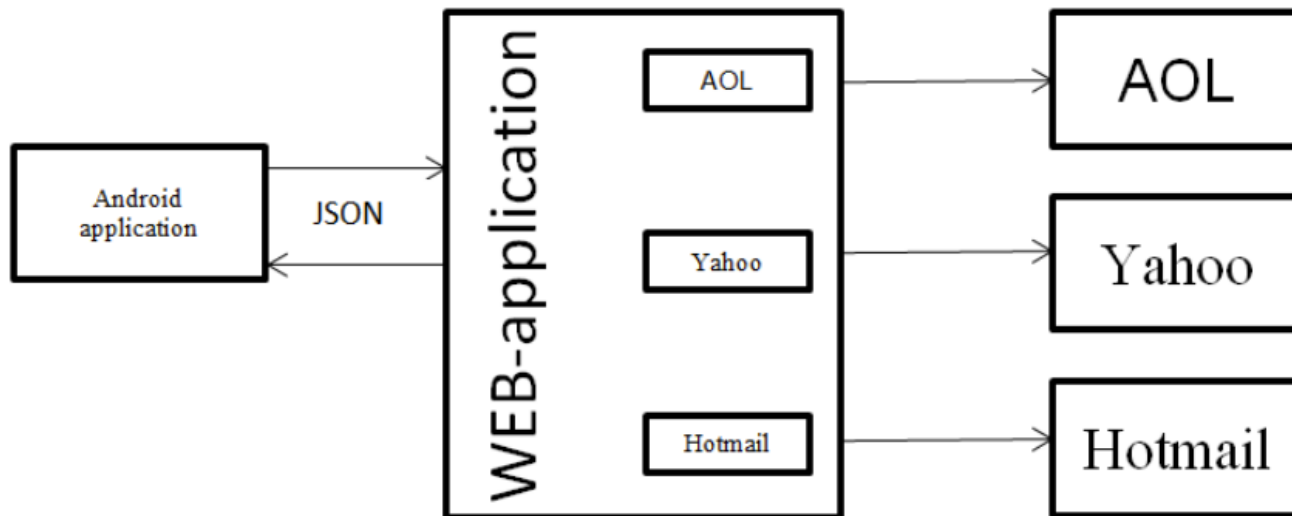 Android
application
JSON
WEB-application
AOL
Yahoo
Hotmail
AOL
Yahoo
Hotmail